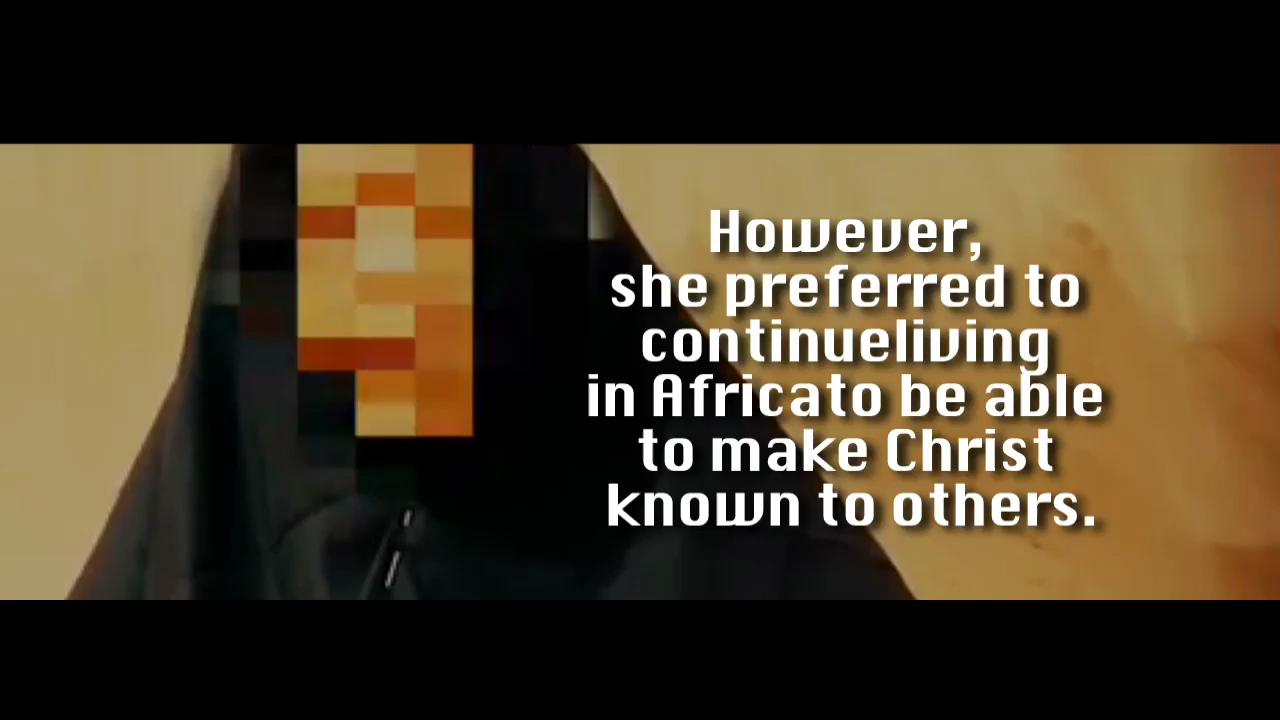 However,
she preferred to
continueliving
in Africato be able
to make Christ
known to others.